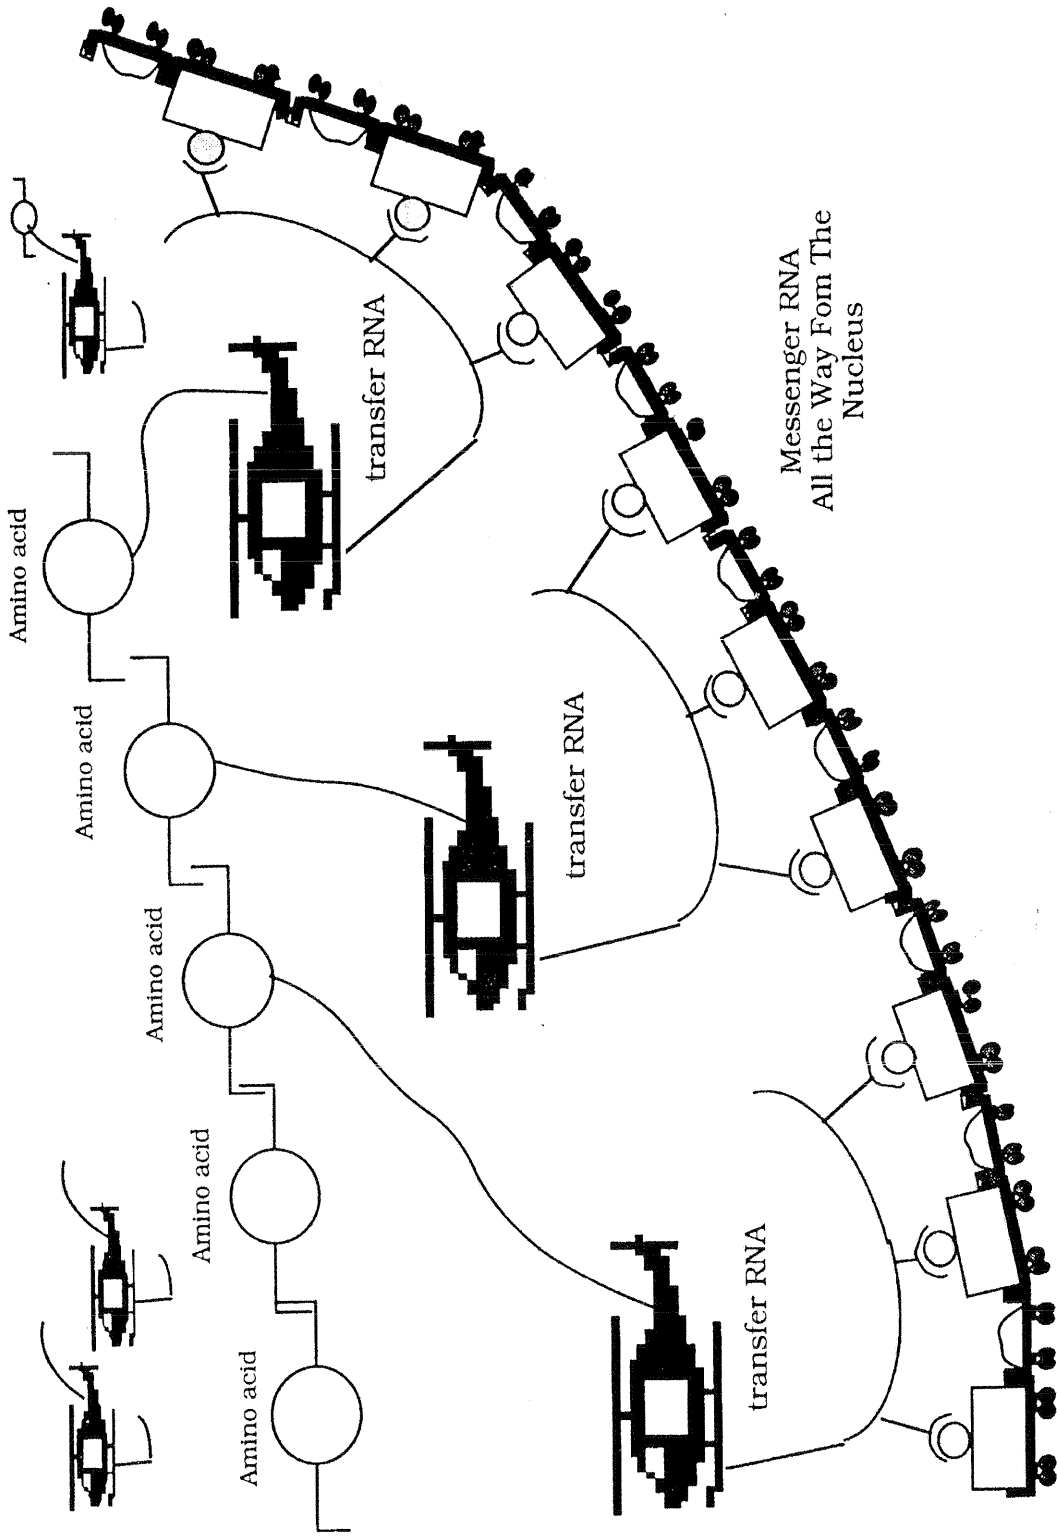 Amino acid
Amino acid
Amino acid
Amino acid
Amino acid
transfer RNA
transfer RNA
transfer RNA
Messenger RNA
All the Way Fom The
Nucleus